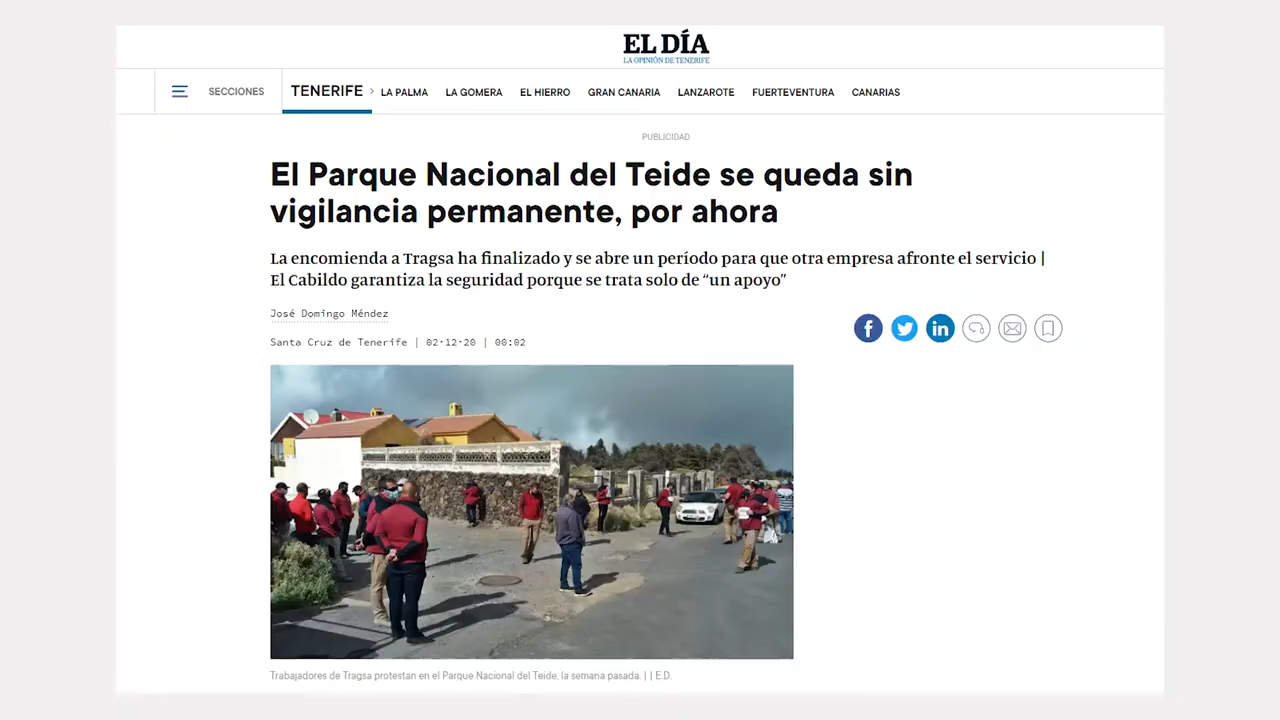 EL DÍA
LA OPINIÓN DE TENERIFE
SECCIONES
TENERIFE
LA PALMA
LA GOMERA
EL HIERRO
GRAN CANARIA
LANZAROTE
FUERTEVENTURA
CANARIAS
PUBLICIDAD
El Parque Nacional del Teide se queda sin
vigilancia permanente, por ahora
La encomienda a Tragsa ha finalizado y se abre un período para que otra empresa afronte el servicio |
El Cabildo garantiza la seguridad porque se trata solo de “un apoyo”
José Domingo Méndez
Santa Cruz de Tenerife | 02·12·20 | 00:02
Trabajadores de Tragsa protestan en el Parque Nacional del Teide, la semana pasada. | | E.D.